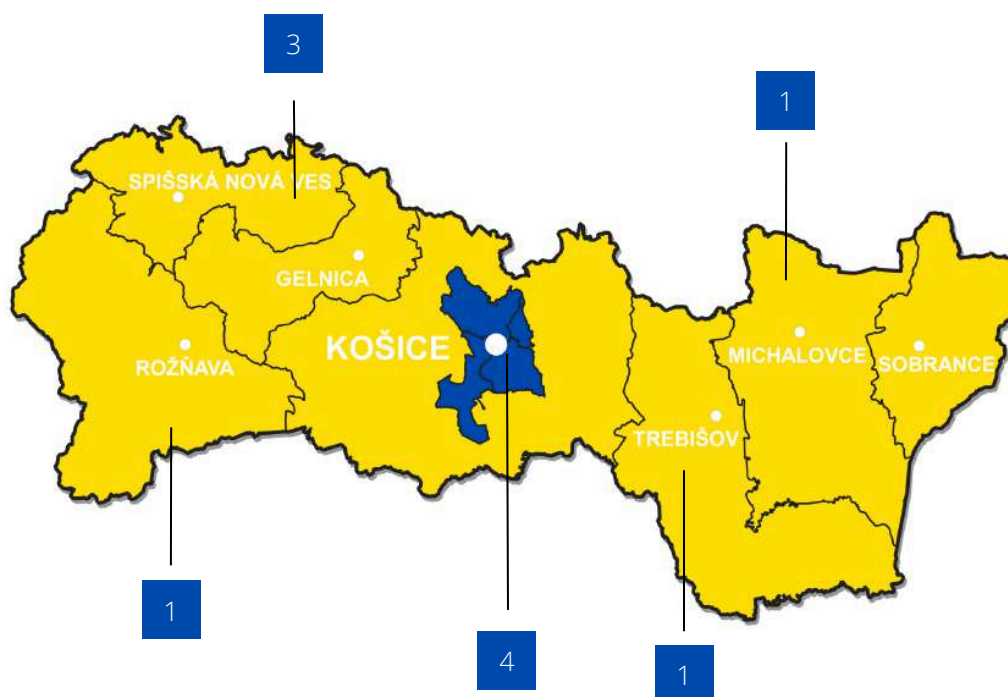 3
1
SPIŠSKÁ NOVÁ VES
GELNICA
KOŠICE
ROŽŇAVA
MICHALOVCE
SOBRANCE
TREBIŠOV
1
4
1